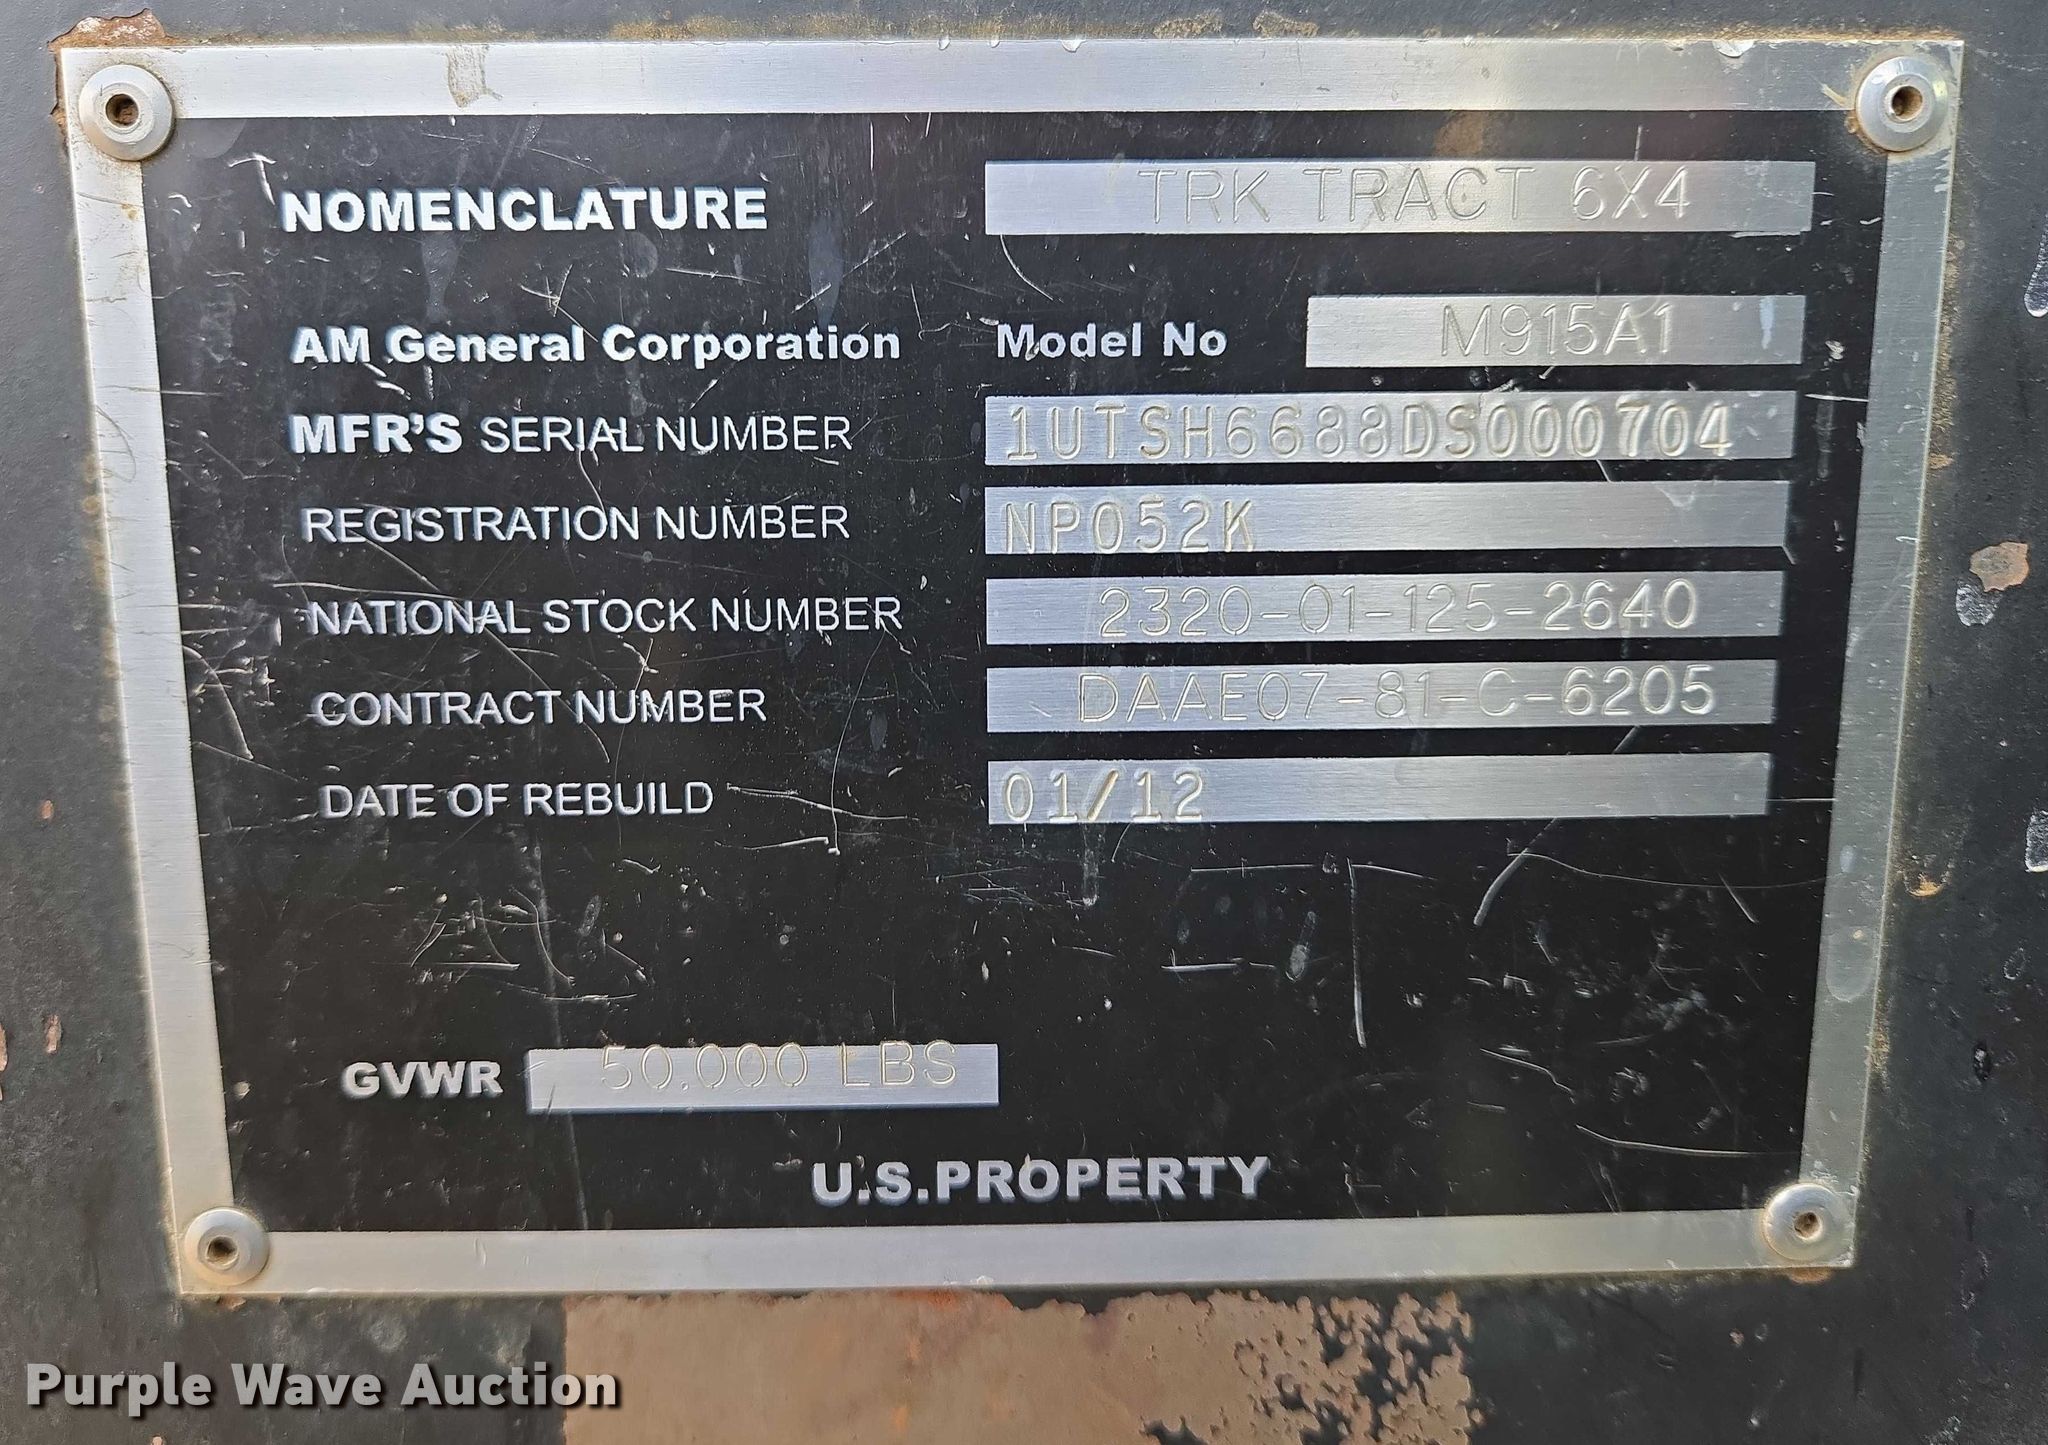 NOMENCLATURE TRK TRACT 6X4
AM General Corporation Model No M915A1
MFR'S SERIAL NUMBER 1UTSH6688DS000704
REGISTRATION NUMBER NP052K
NATIONAL STOCK NUMBER 2320-01-125-2640
CONTRACT NUMBER DAAE07-81-C-6205
DATE OF REBUILD 01/12
GVWR 50.000 LBS
U.S.PROPERTY
Purple Wave Auction